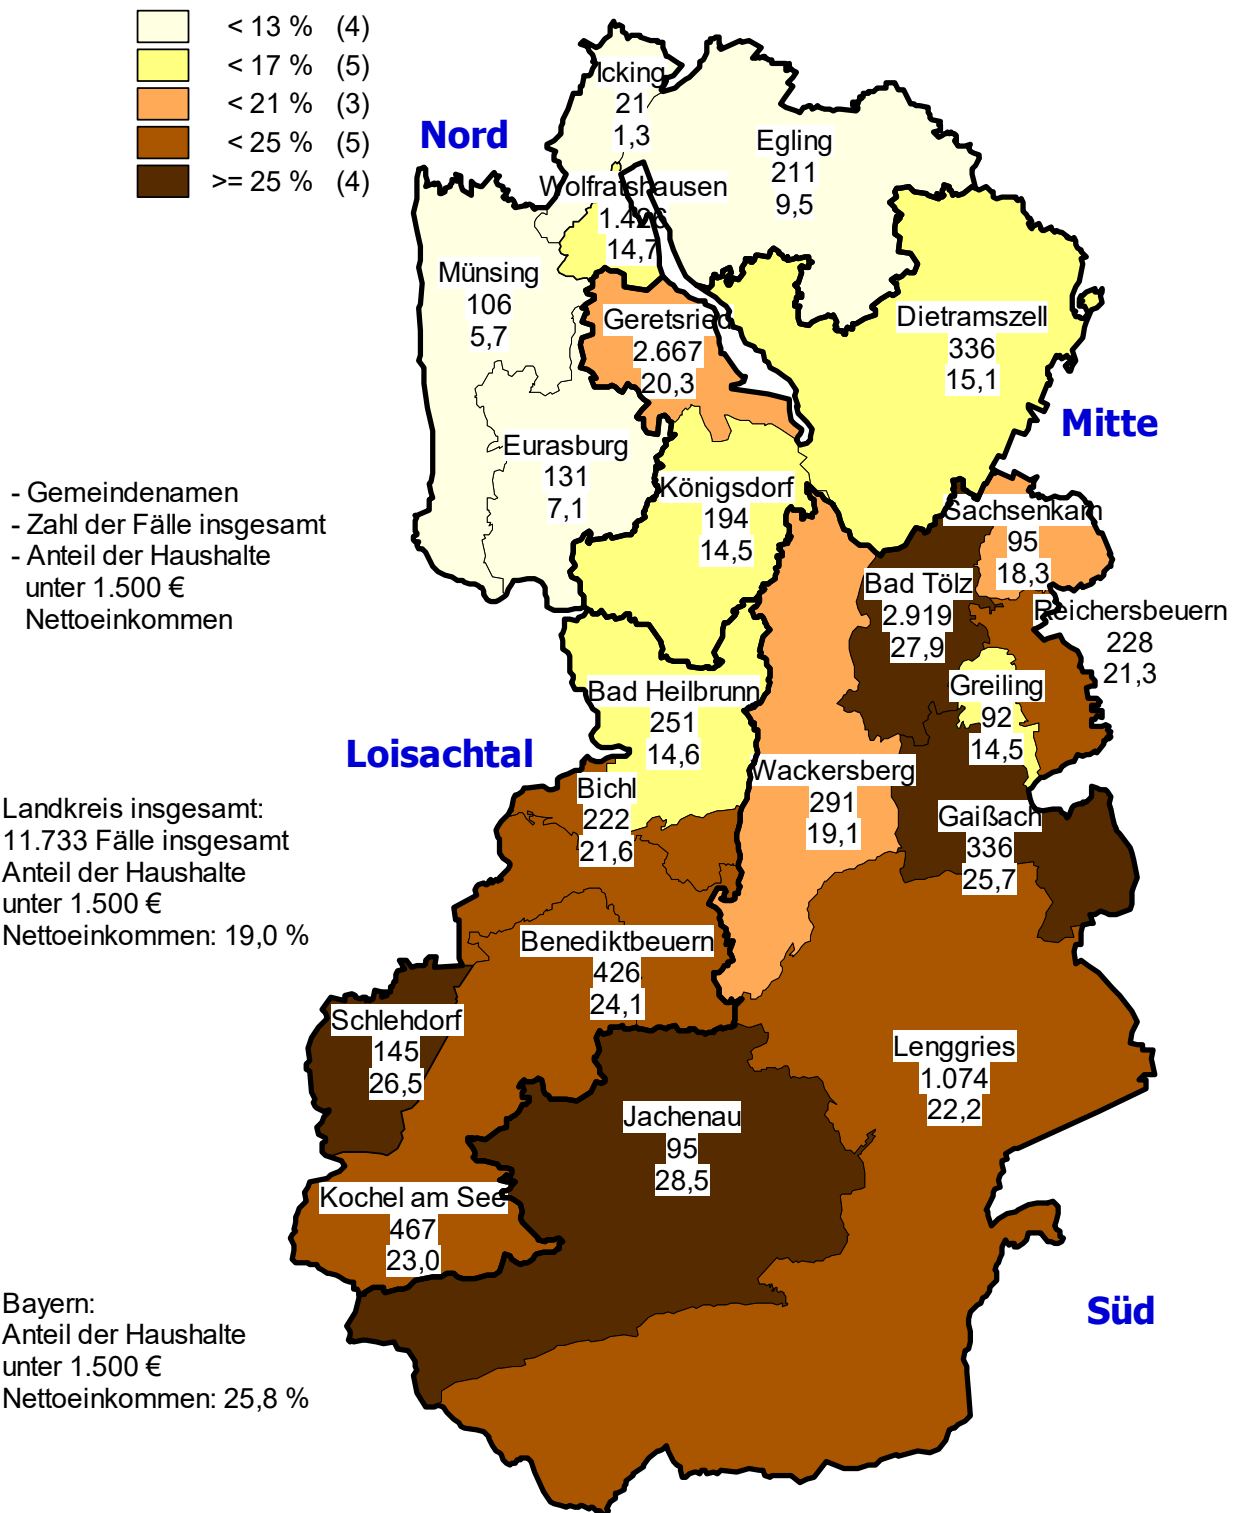 < 13 % (4)
< 17 % (5)
< 21 % (3)
< 25 % (5)
>= 25 % (4)
Nord
Icking
21
1,3
Egling
211
9,5
Wolfratshausen
1.426
14,7
Münsing
106
5,7
Geretsried
2.667
20,3
Dietramszell
336
15,1
Mitte
Eurasburg
131
7,1
Königsdorf
194
14,5
- Gemeindenamen
- Zahl der Fälle insgesamt
- Anteil der Haushalte
unter 1.500 €
Nettoeinkommen
Sachsenkam
95
18,3
Bad Tölz
2.919
27,9
Reichersbeuern
228
21,3
Greiling
92
14,5
Bad Heilbrunn
251
14,6
Loisachtal
Bichl
222
21,6
Wackersberg
291
19,1
Gaißach
336
25,7
Landkreis insgesamt:
11.733 Fälle insgesamt
Anteil der Haushalte
unter 1.500 €
Nettoeinkommen: 19,0 %
Benediktbeuern
426
24,1
Schlehdorf
145
26,5
Lenggries
1.074
22,2
Jachenau
95
28,5
Kochel am See
467
23,0
Bayern:
Anteil der Haushalte
unter 1.500 €
Nettoeinkommen: 25,8 %
Süd